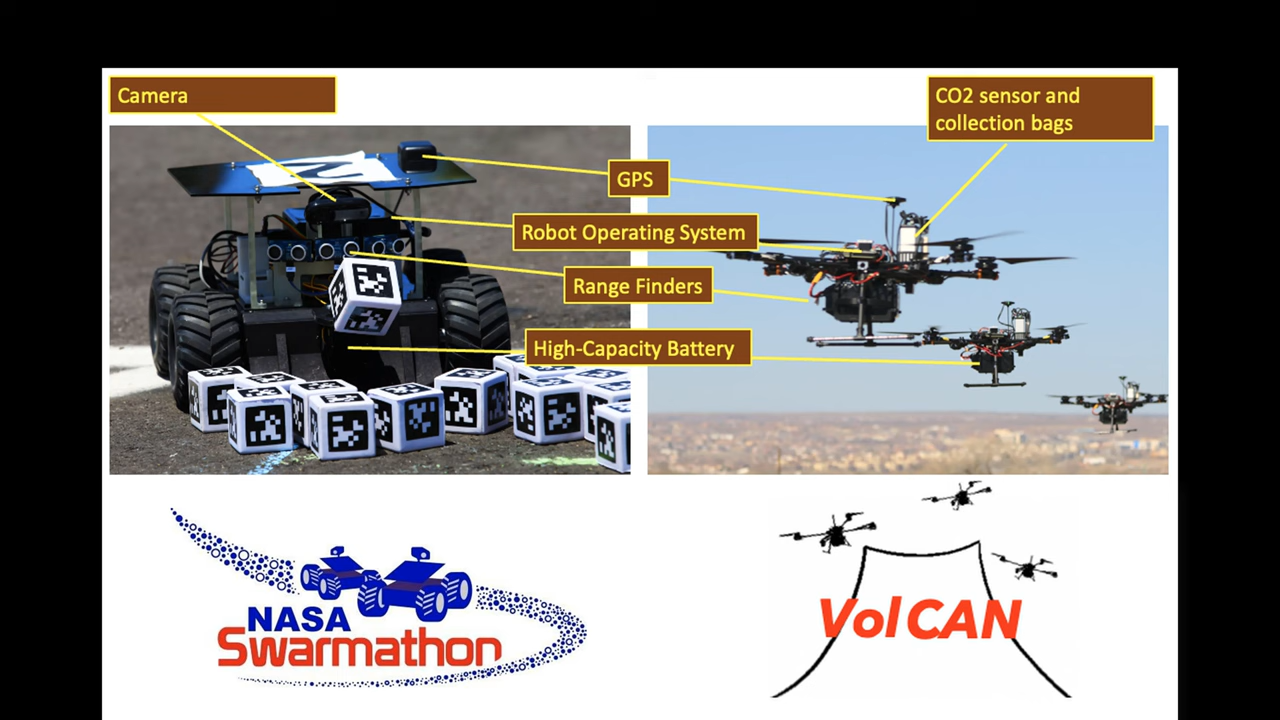 Camera
CO2 sensor and
collection bags
GPS
Robot Operating System
Range Finders
High-Capacity Battery
NASA
Swarmathon
VolCAN